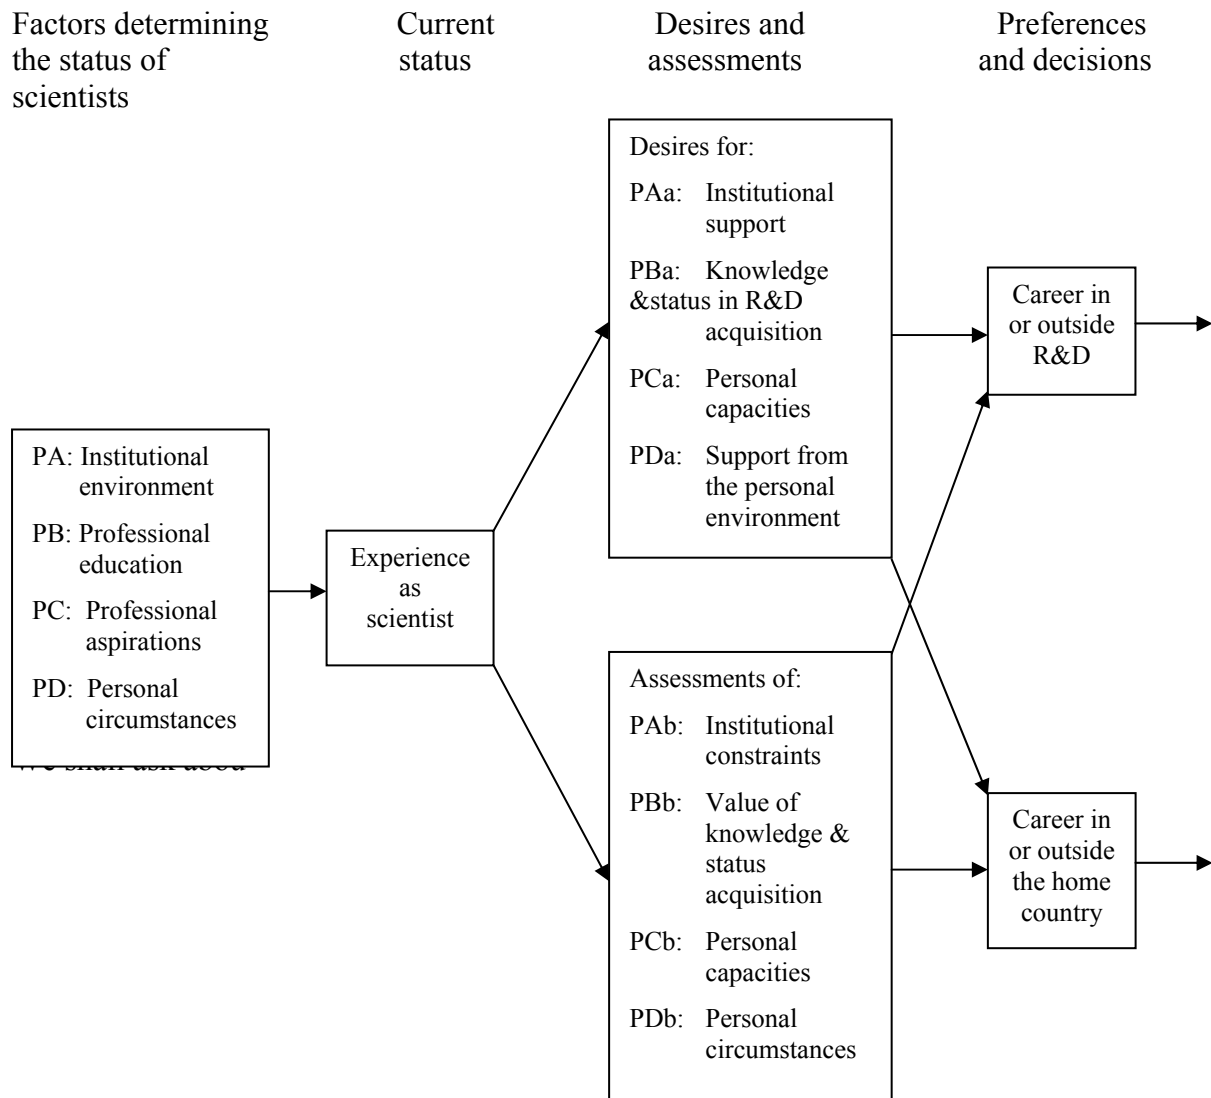 Factors determining
the status of
scientists
Current
status
Desires and
assessments
Preferences
and decisions
Desires for:
PAa: Institutional
support
PBa: Knowledge
&status in R&D
acquisition
PCa: Personal
capacities
PDa: Support from
the personal
environment
Career in
or outside
R&D
PA: Institutional
environment
PB: Professional
education
PC: Professional
aspirations
PD: Personal
circumstances
We shall ask abou
Experience
as
scientist
Assessments of:
PAb: Institutional
constraints
PBb: Value of
knowledge &
status
acquisition
PCb: Personal
capacities
PDb: Personal
circumstances
Career in
or outside
the home
country